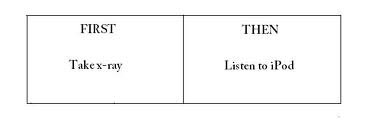 FIRST
THEN
Take x-ray
Listen to iPod